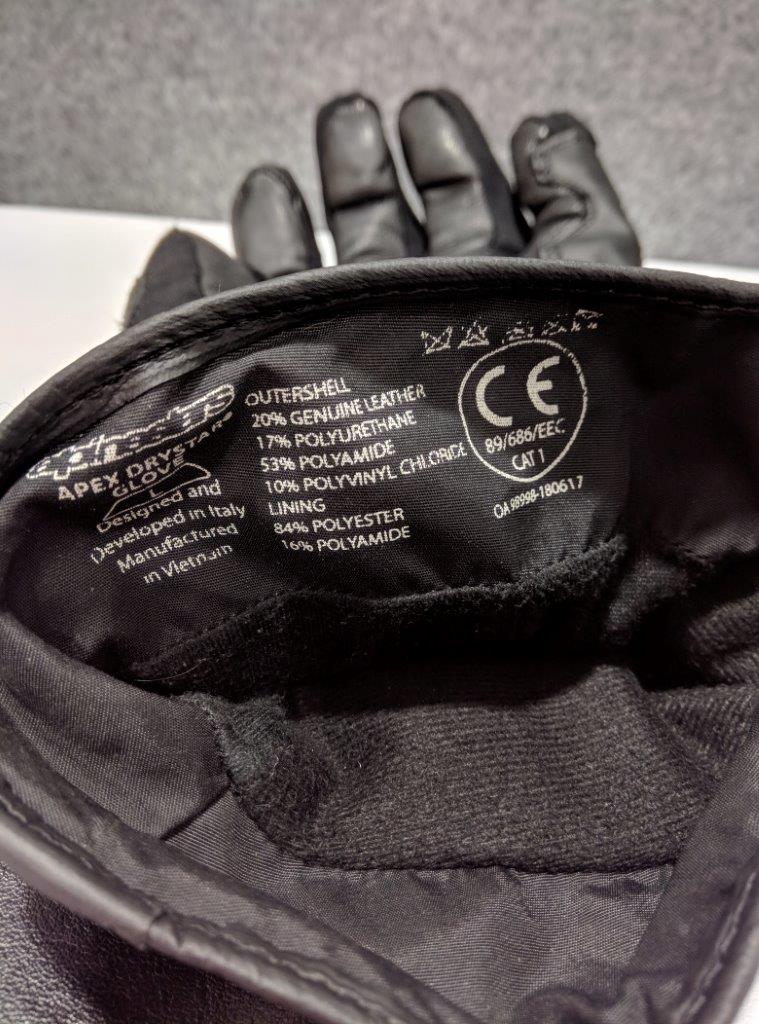 alpinestars
APEX DRYSTAR®
GLOVE
L
Designed and
Developed in Italy
Manufactured
in Vietnam
OUTERSHELL
20% GENUINE LEATHER
17% POLYURETHANE
53% POLYAMIDE
10% POLYVINYL CHLORIDE
LINING
84% POLYESTER
16% POLYAMIDE
CE
89/686/EEC
CAT I
OA 98998-180617